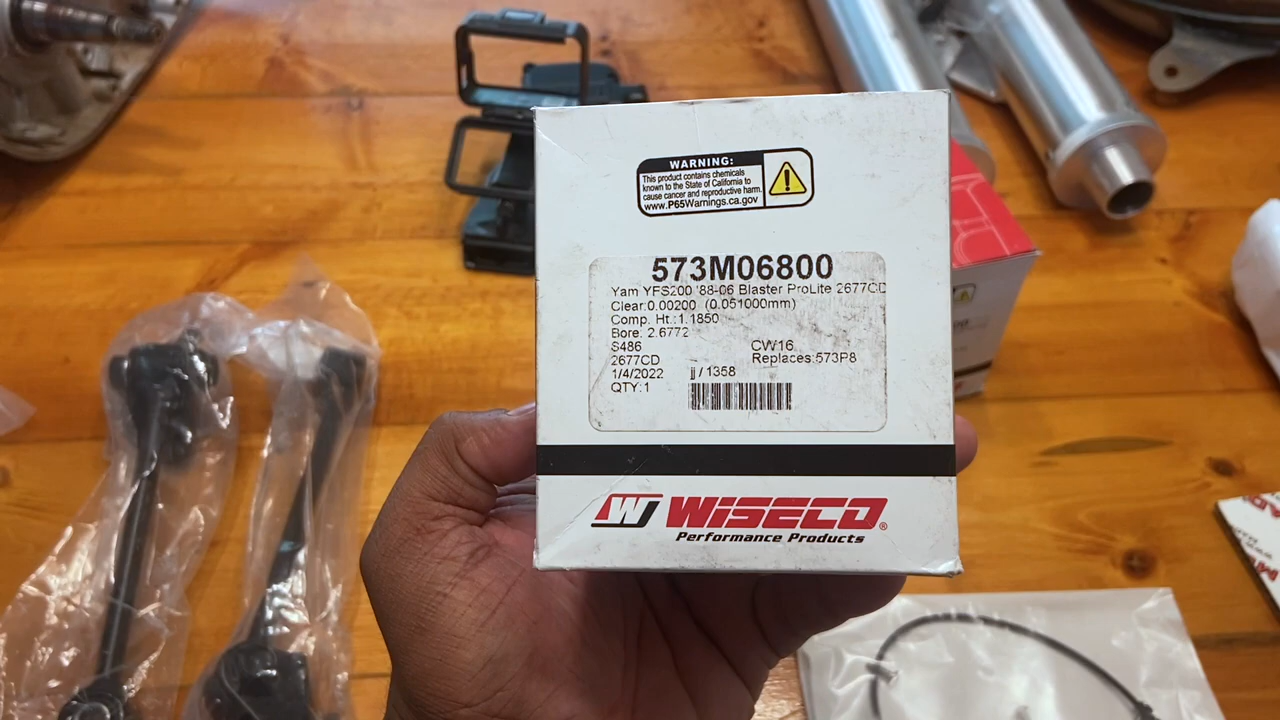 WARNING:
This product contains chemicals
known to the State of California to
cause cancer and reproductive harm.
www.P65Warnings.ca.gov
573M06800
Yam YFS200 '88-06 Blaster ProLite 2677CD
Clear:0.00200 (0.051000mm)
Comp. Ht.:1.1850
Bore. 2.6772
S486 CW16
2677CD Replaces:573P8
1/4/2022 jj / 1358
QTY:1
W WISECO®
Performance Products